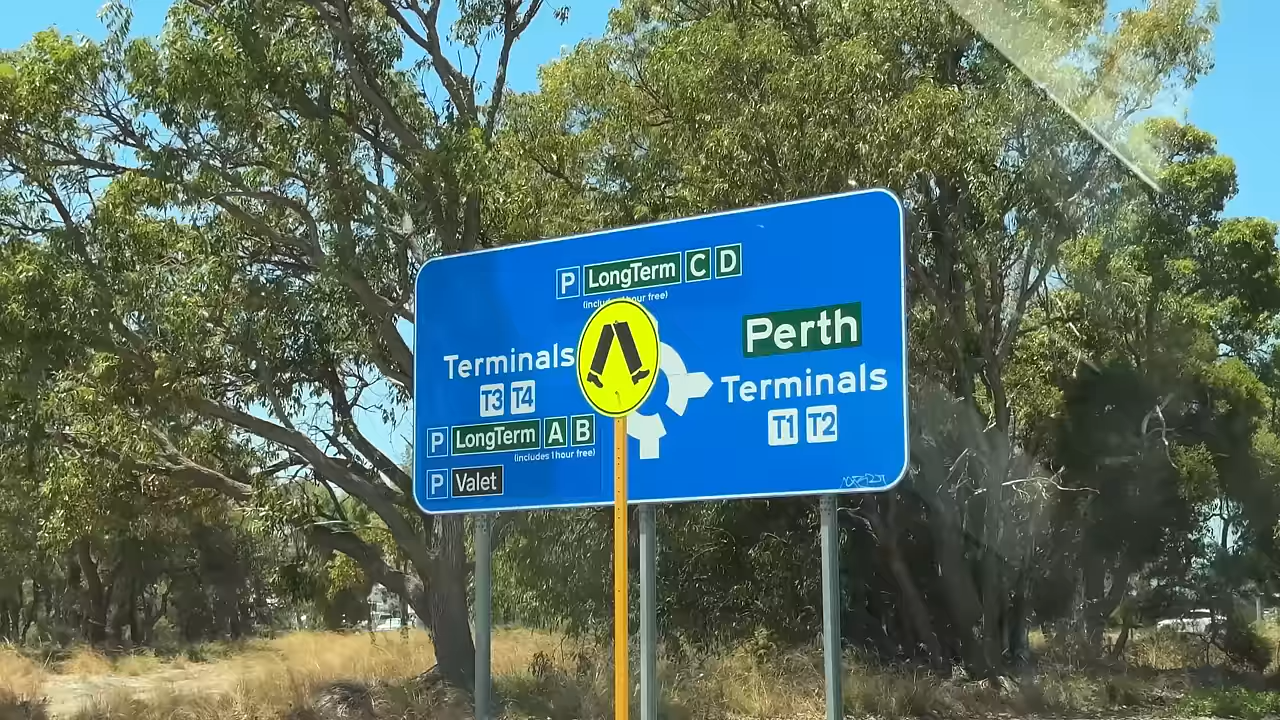 P LongTerm C D
(includes 1 hour free)
Perth
Terminals
T3 T4
Terminals
T1 T2
P LongTerm A B
(includes 1 hour free)
P Valet